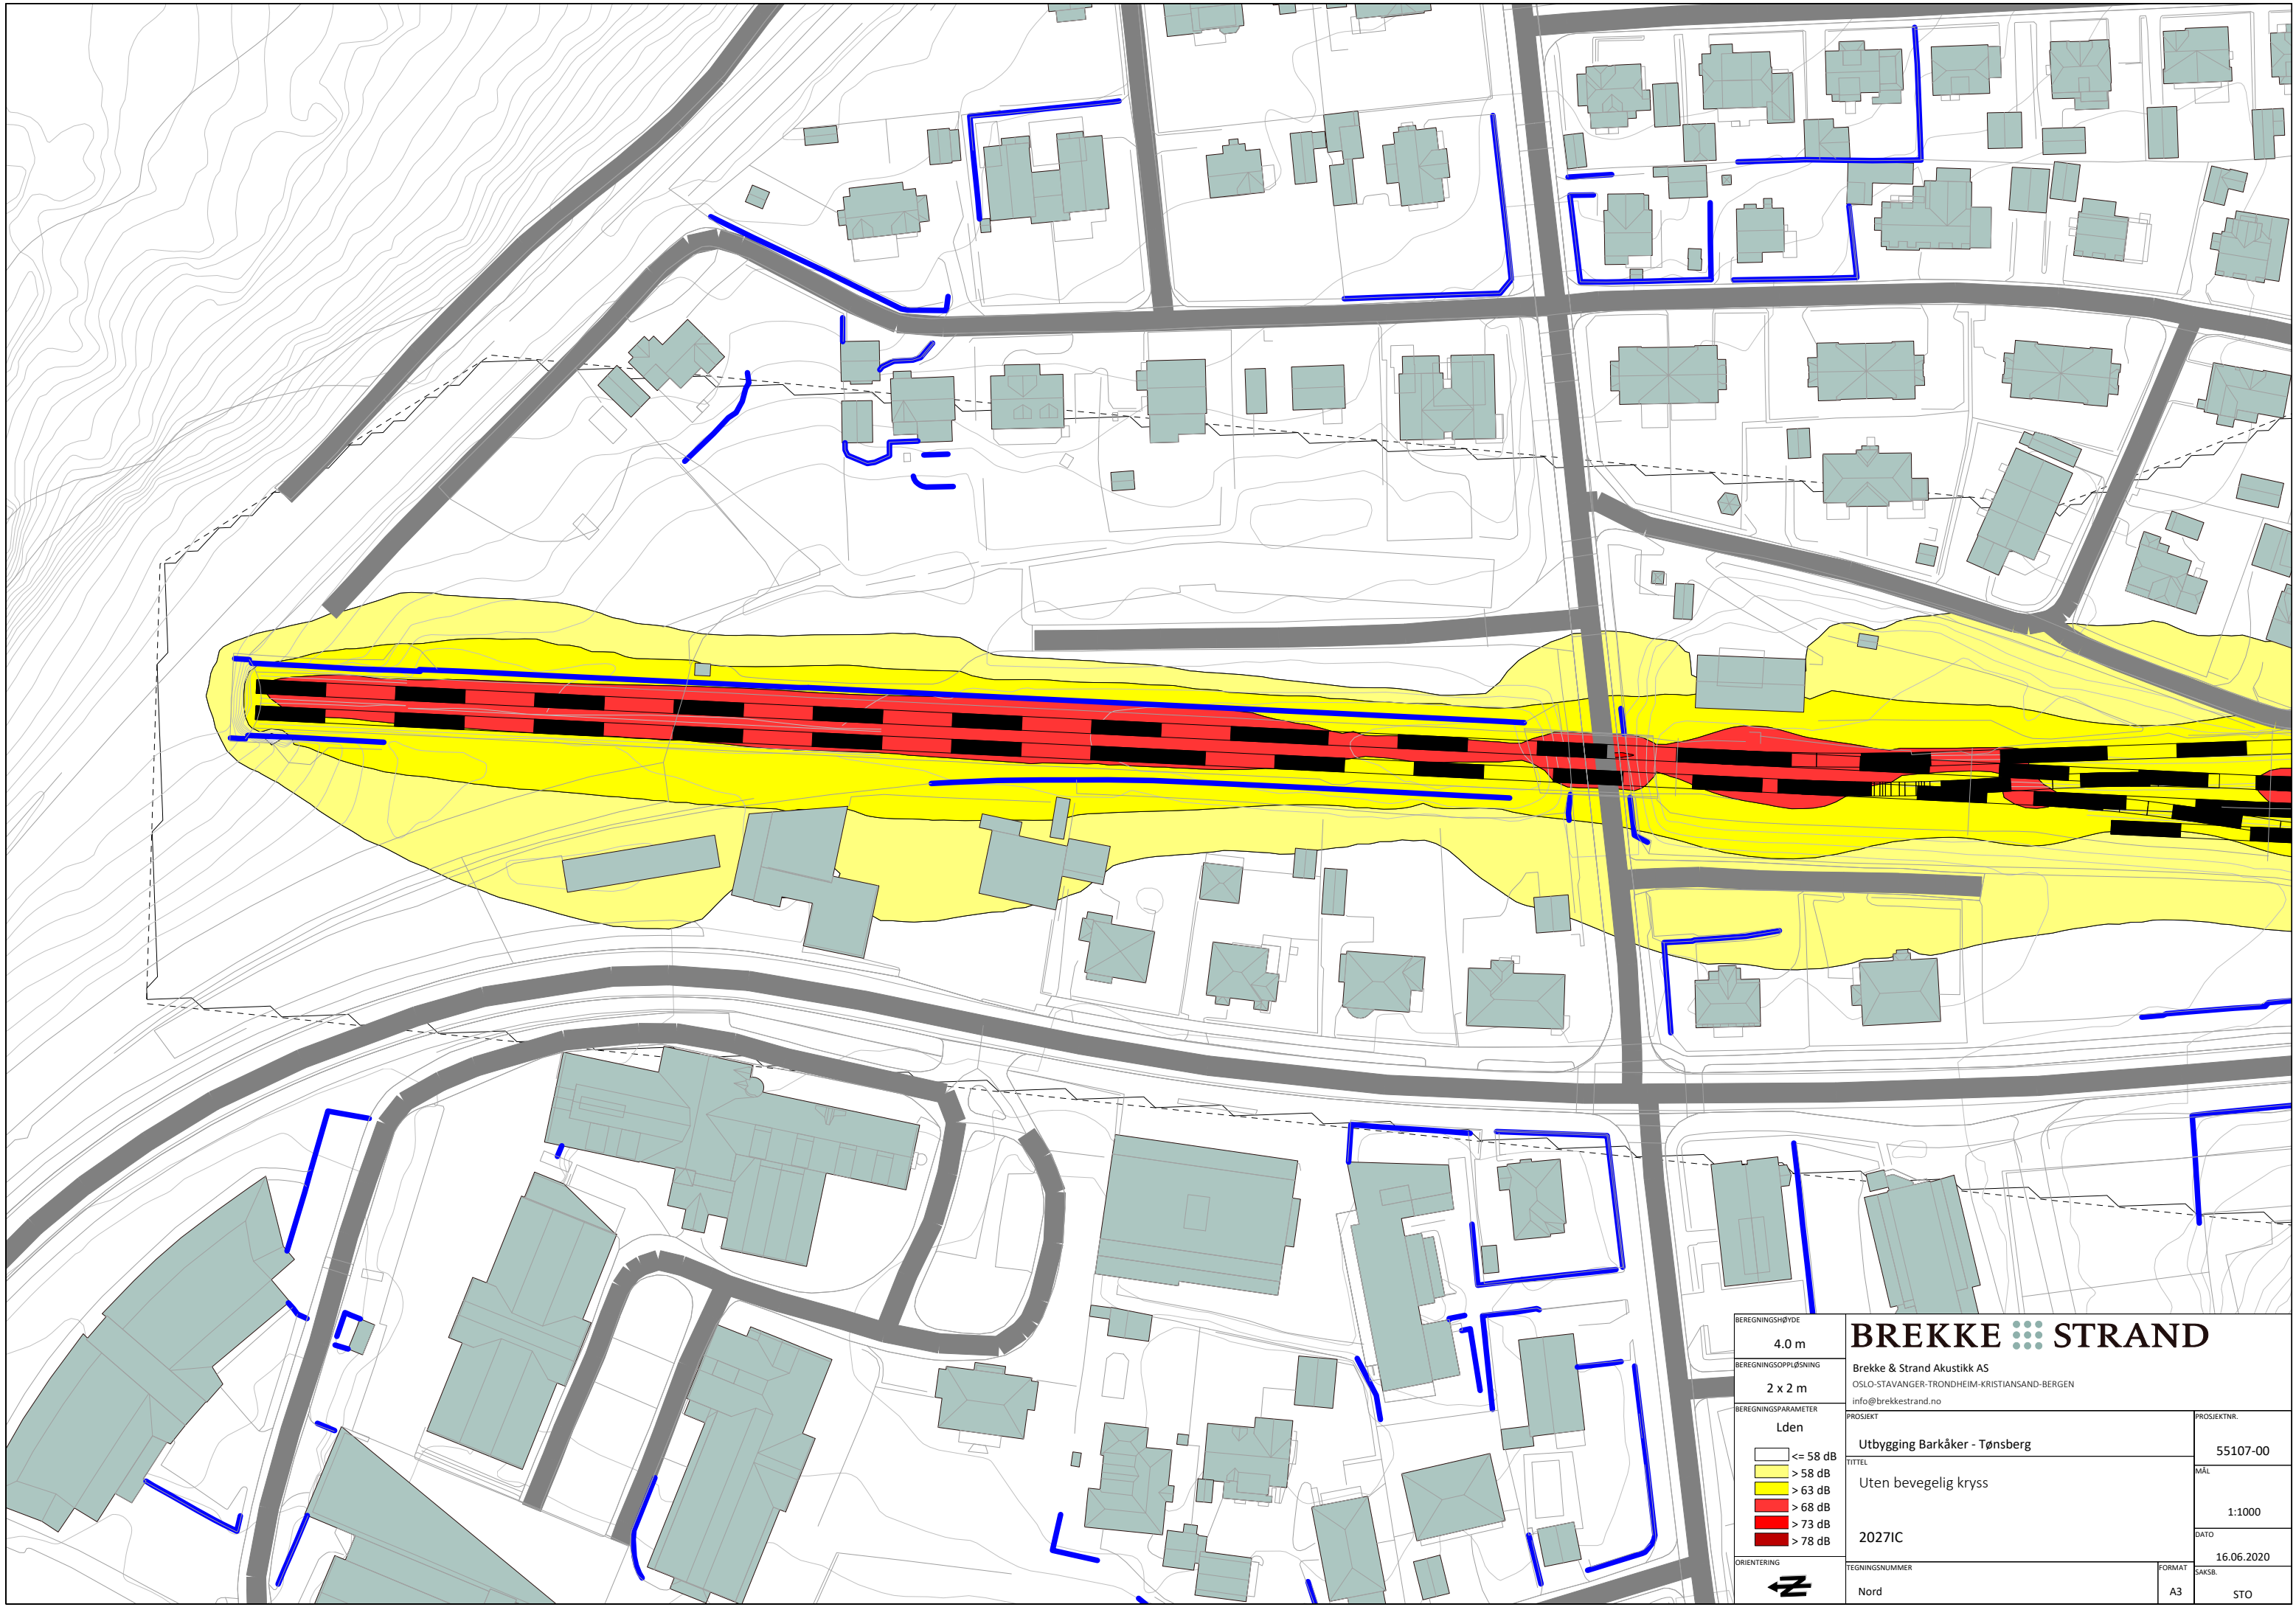 BEREGNINGSHØYDE
4.0 m
BEREGNINGSOPPLØSNING
2 x 2 m
BEREGNINGSPARAMETER
Lden
<= 58 dB
> 58 dB
> 63 dB
> 68 dB
> 73 dB
> 78 dB
ORIENTERING
BREKKE STRAND
Brekke & Strand Akustikk AS
OSLO-STAVANGER-TRONDHEIM-KRISTIANSAND-BERGEN
info@brekkestrand.no
PROSJEKT
Utbygging Barkåker - Tønsberg
PROSJEKTNR.
55107-00
TITTEL
Uten bevegelig kryss
2027IC
MÅL
1:1000
DATO
16.06.2020
TEGNINGSNUMMER
Nord
FORMAT
A3
SAKSB.
STO